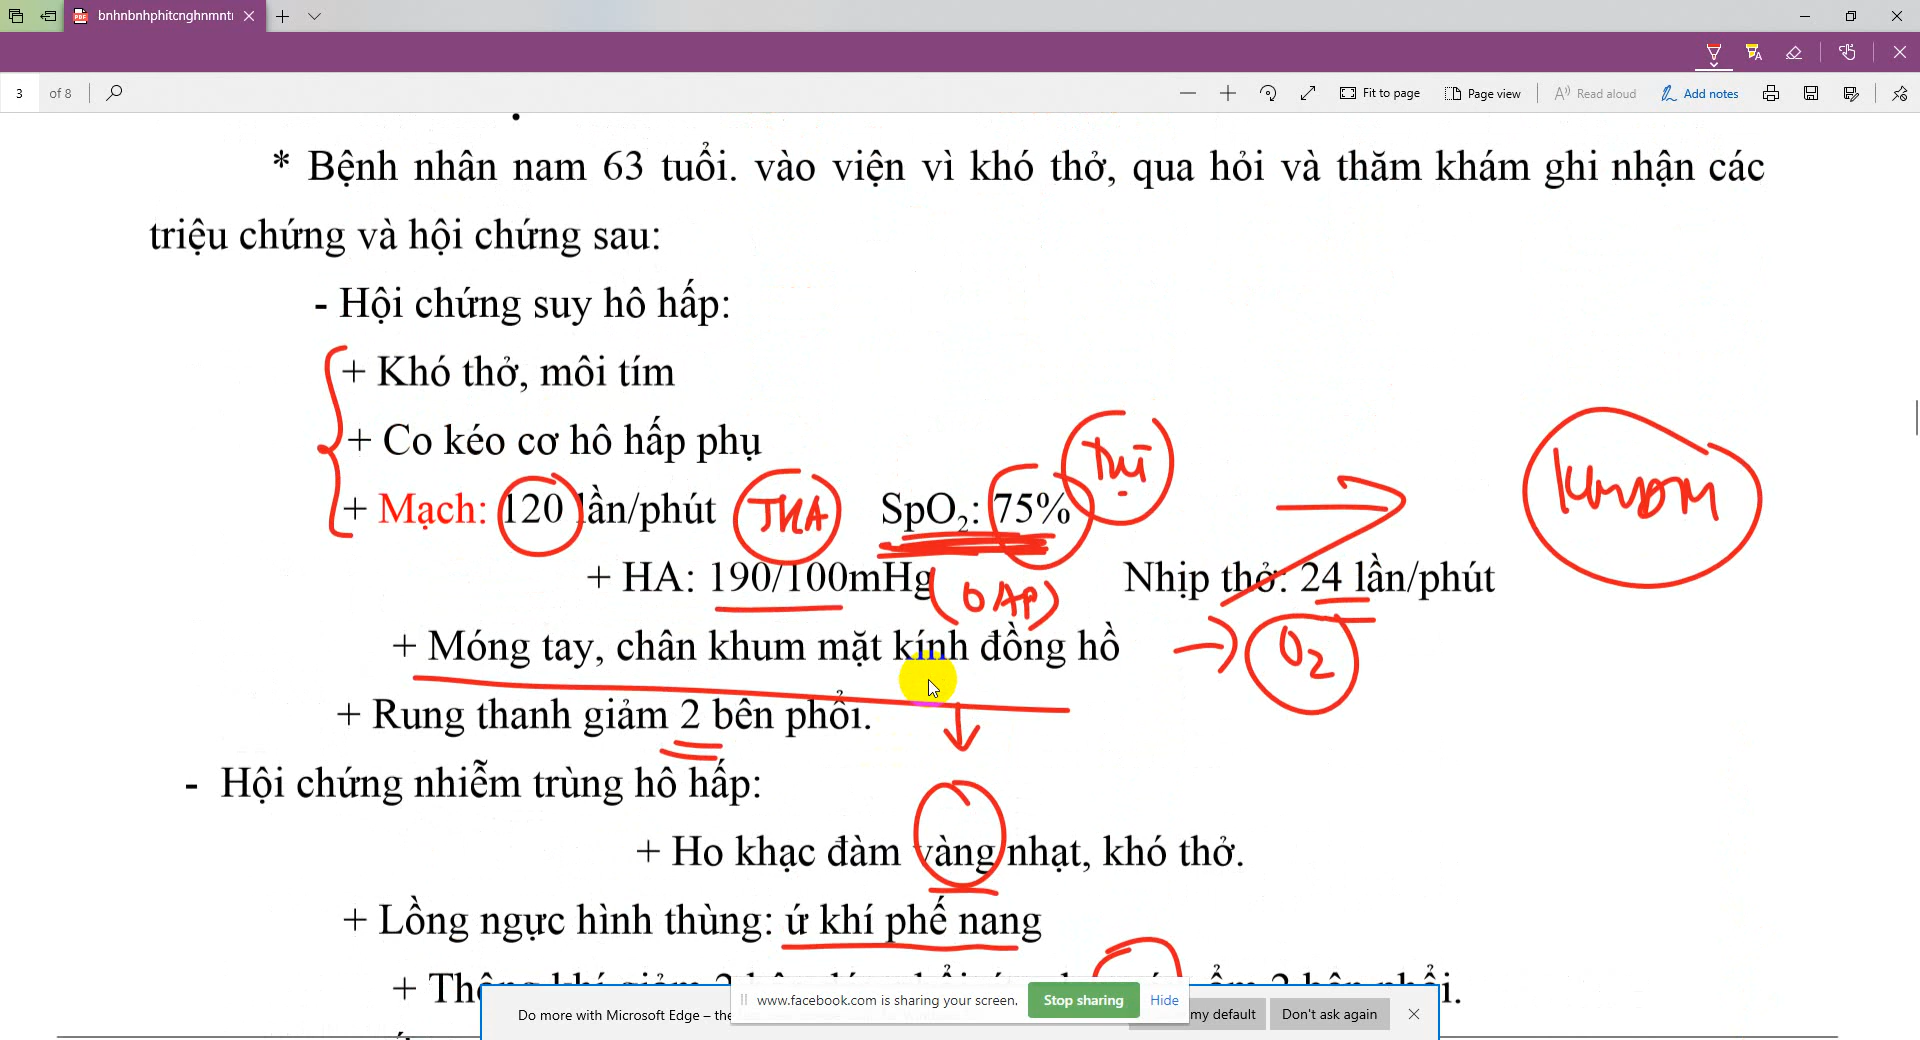 bnhnbnhphitcnghnmnt
3 of 8
Fit to page
Page view
Read aloud
Add notes
* Bệnh nhân nam 63 tuổi. vào viện vì khó thở, qua hỏi và thăm khám ghi nhận các
triệu chứng và hội chứng sau:
- Hội chứng suy hô hấp:
+ Khó thở, môi tím
+ Co kéo cơ hô hấp phụ
+ Mạch: 120 lần/phút THA SpO2: 75%
+ HA: 190/100mHg (OAP) Nhịp thở: 24 lần/phút
+ Móng tay, chân khum mặt kính đồng hồ → O2
+ Rung thanh giảm 2 bên phổi.
- Hội chứng nhiễm trùng hô hấp:
+ Ho khạc đàm vàng nhạt, khó thở.
+ Lồng ngực hình thùng: ứ khí phế nang
Do more with Microsoft Edge – the
www.facebook.com is sharing your screen.
Stop sharing
Hide
my default
Don't ask again